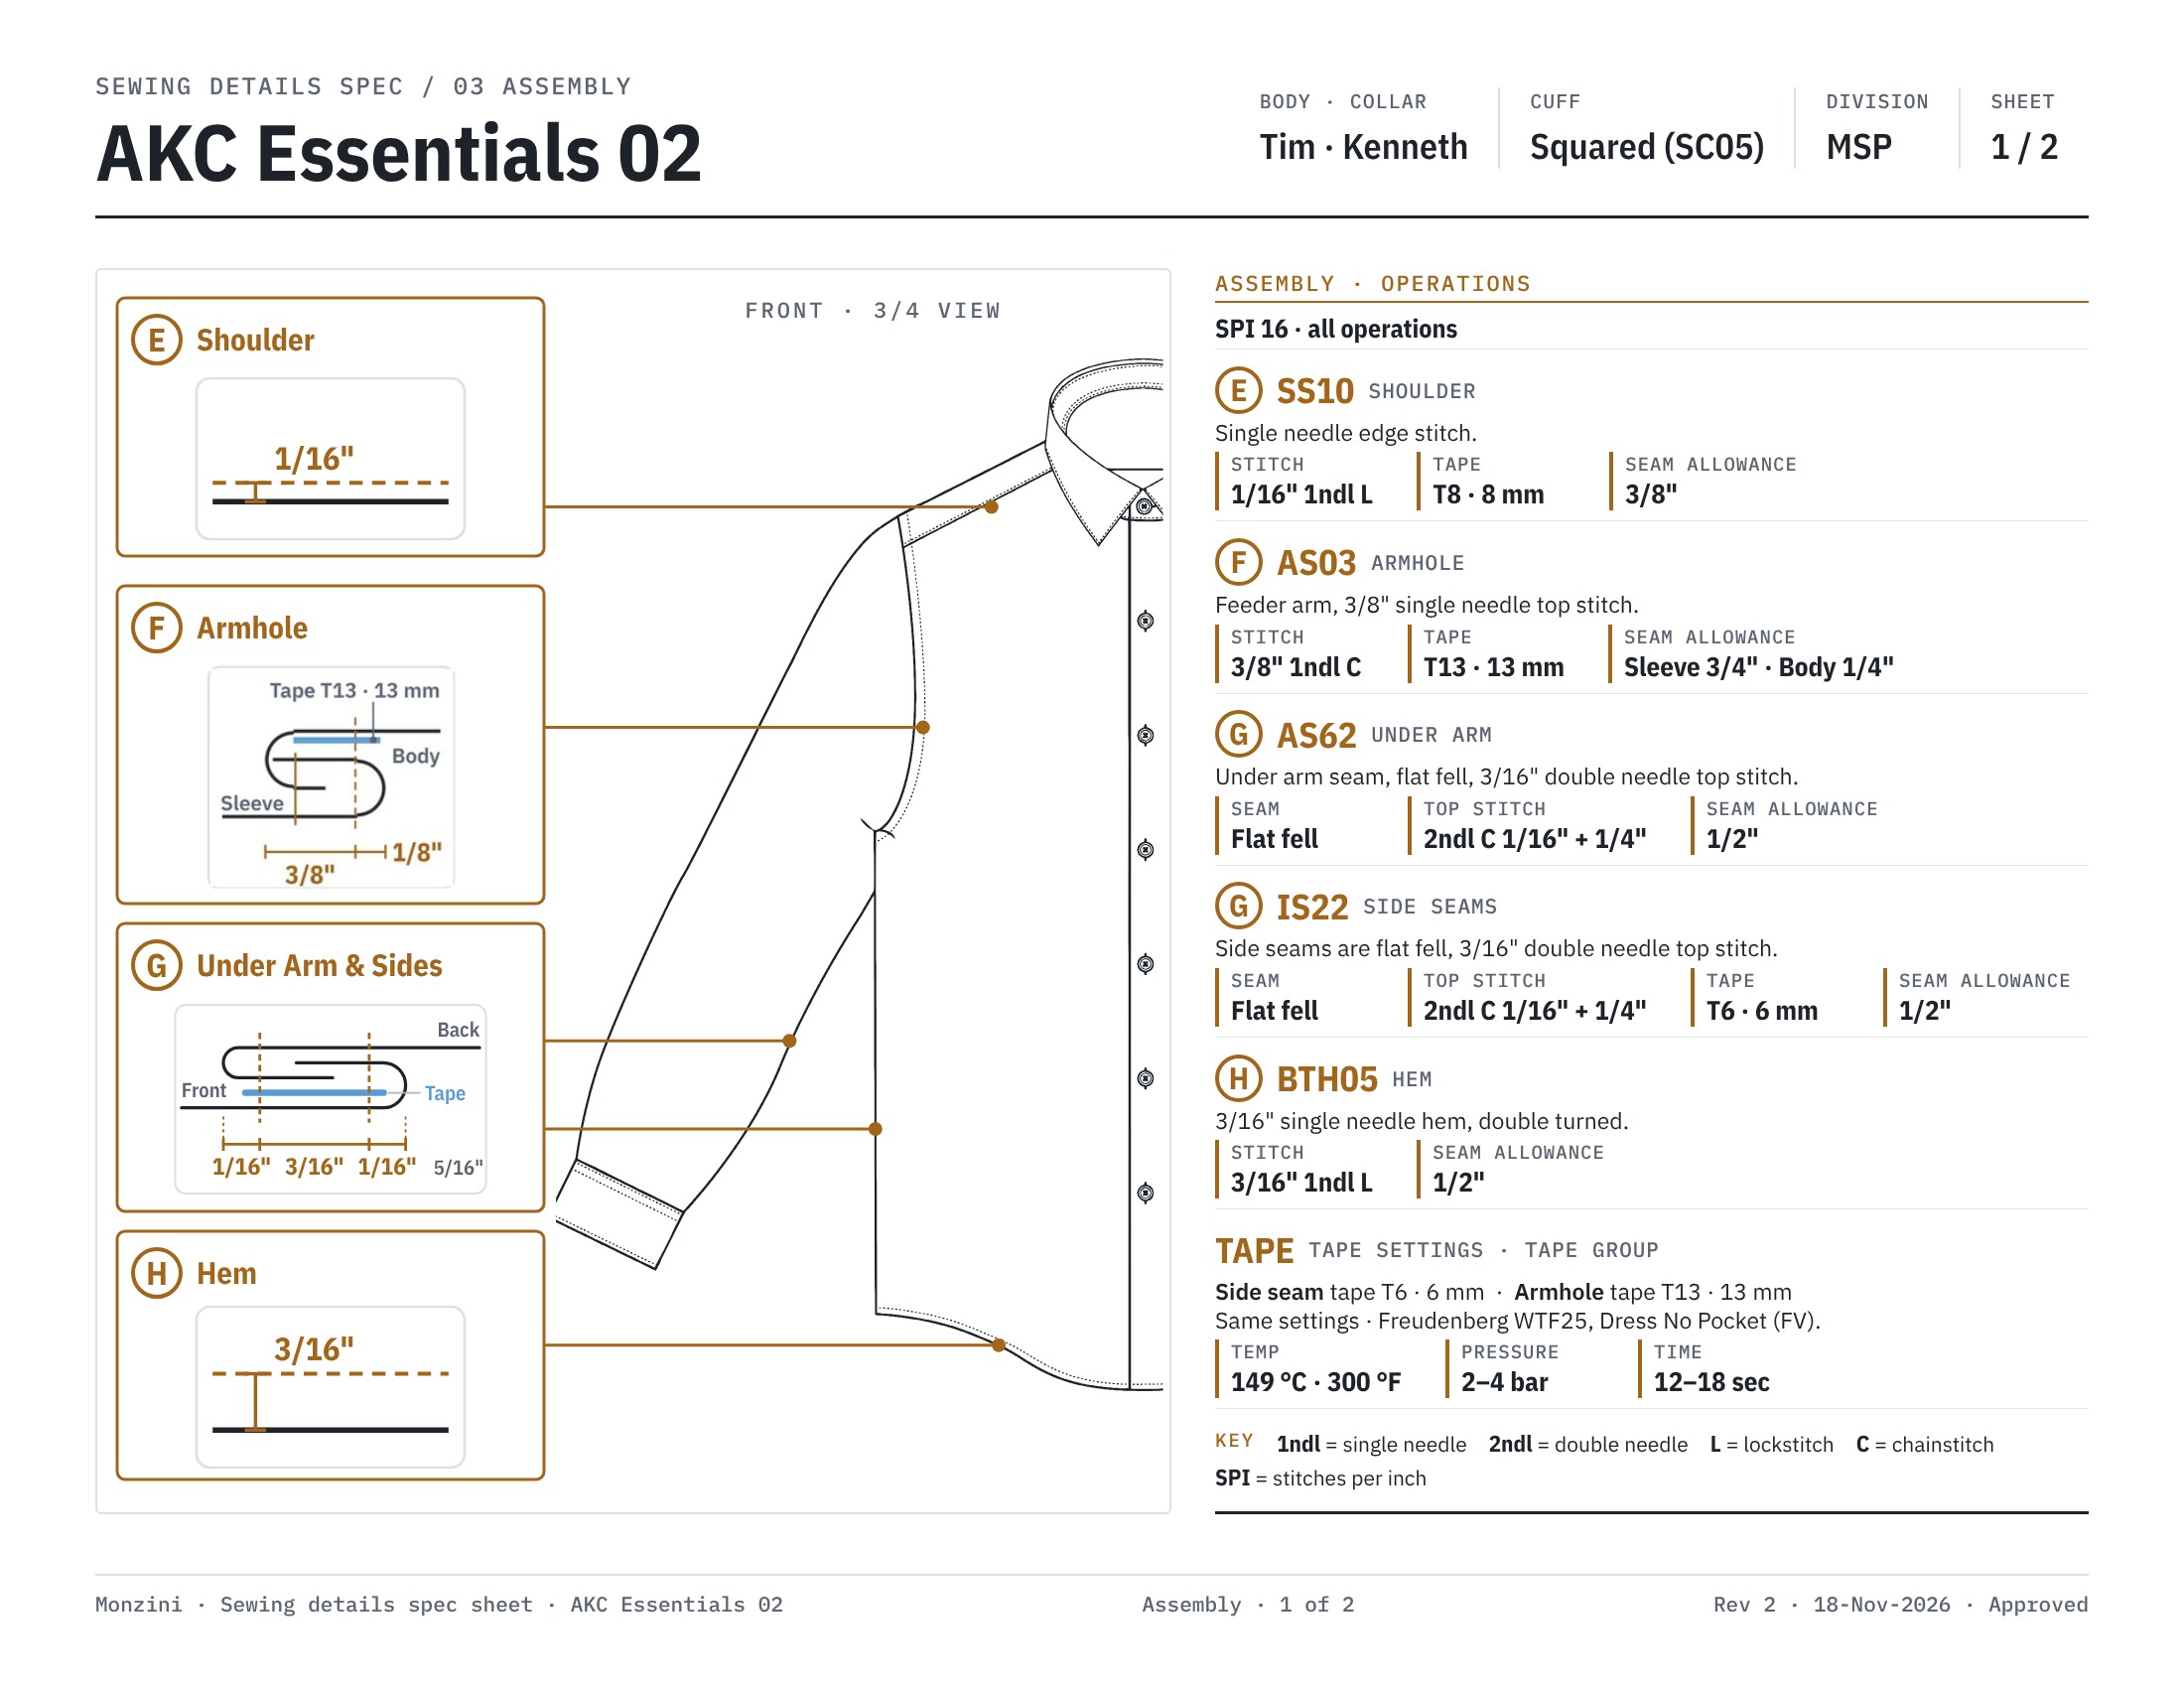 SEWING DETAILS SPEC / 03 ASSEMBLY
AKC Essentials 02
BODY · COLLAR
Tim · Kenneth
CUFF
Squared (SC05)
DIVISION
MSP
SHEET
1 / 2
FRONT · 3/4 VIEW
E Shoulder
1/16"
F Armhole
Tape T13 · 13 mm
Body
Sleeve
1/8"
3/8"
G Under Arm & Sides
Back
Front
Tape
1/16" 3/16" 1/16" 5/16"
H Hem
3/16"
ASSEMBLY · OPERATIONS
SPI 16 · all operations
E SS10 SHOULDER
Single needle edge stitch.
STITCH TAPE SEAM ALLOWANCE
1/16" 1ndl L T8 · 8 mm 3/8"
F AS03 ARMHOLE
Feeder arm, 3/8" single needle top stitch.
STITCH TAPE SEAM ALLOWANCE
3/8" 1ndl C T13 · 13 mm Sleeve 3/4" · Body 1/4"
G AS62 UNDER ARM
Under arm seam, flat fell, 3/16" double needle top stitch.
SEAM TOP STITCH SEAM ALLOWANCE
Flat fell 2ndl C 1/16" + 1/4" 1/2"
G IS22 SIDE SEAMS
Side seams are flat fell, 3/16" double needle top stitch.
SEAM TOP STITCH TAPE SEAM ALLOWANCE
Flat fell 2ndl C 1/16" + 1/4" T6 · 6 mm 1/2"
H BTH05 HEM
3/16" single needle hem, double turned.
STITCH SEAM ALLOWANCE
3/16" 1ndl L 1/2"
TAPE TAPE SETTINGS · TAPE GROUP
Side seam tape T6 · 6 mm · Armhole tape T13 · 13 mm
Same settings · Freudenberg WTF25, Dress No Pocket (FV).
TEMP PRESSURE TIME
149 °C · 300 °F 2–4 bar 12–18 sec
KEY 1ndl = single needle 2ndl = double needle L = lockstitch C = chainstitch
SPI = stitches per inch
Monzini · Sewing details spec sheet · AKC Essentials 02
Assembly · 1 of 2
Rev 2 · 18-Nov-2026 · Approved